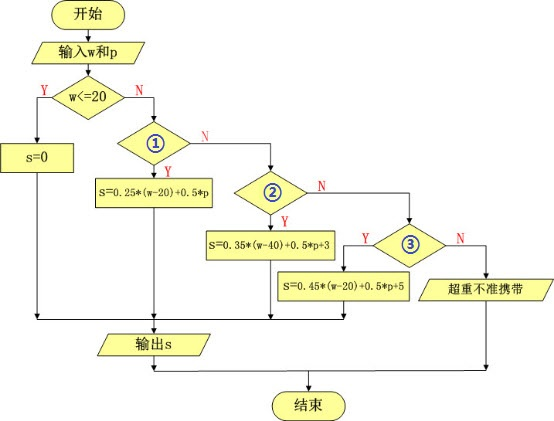 开始
输入w和p
w<=20
Y
N
①
N
Y
s=0
s=0.25*(w-20)+0.5*p
②
N
Y
s=0.35*(w-40)+0.5*p+3
③
Y
N
s=0.45*(w-20)+0.5*p+5
超重不准携带
输出s
结束